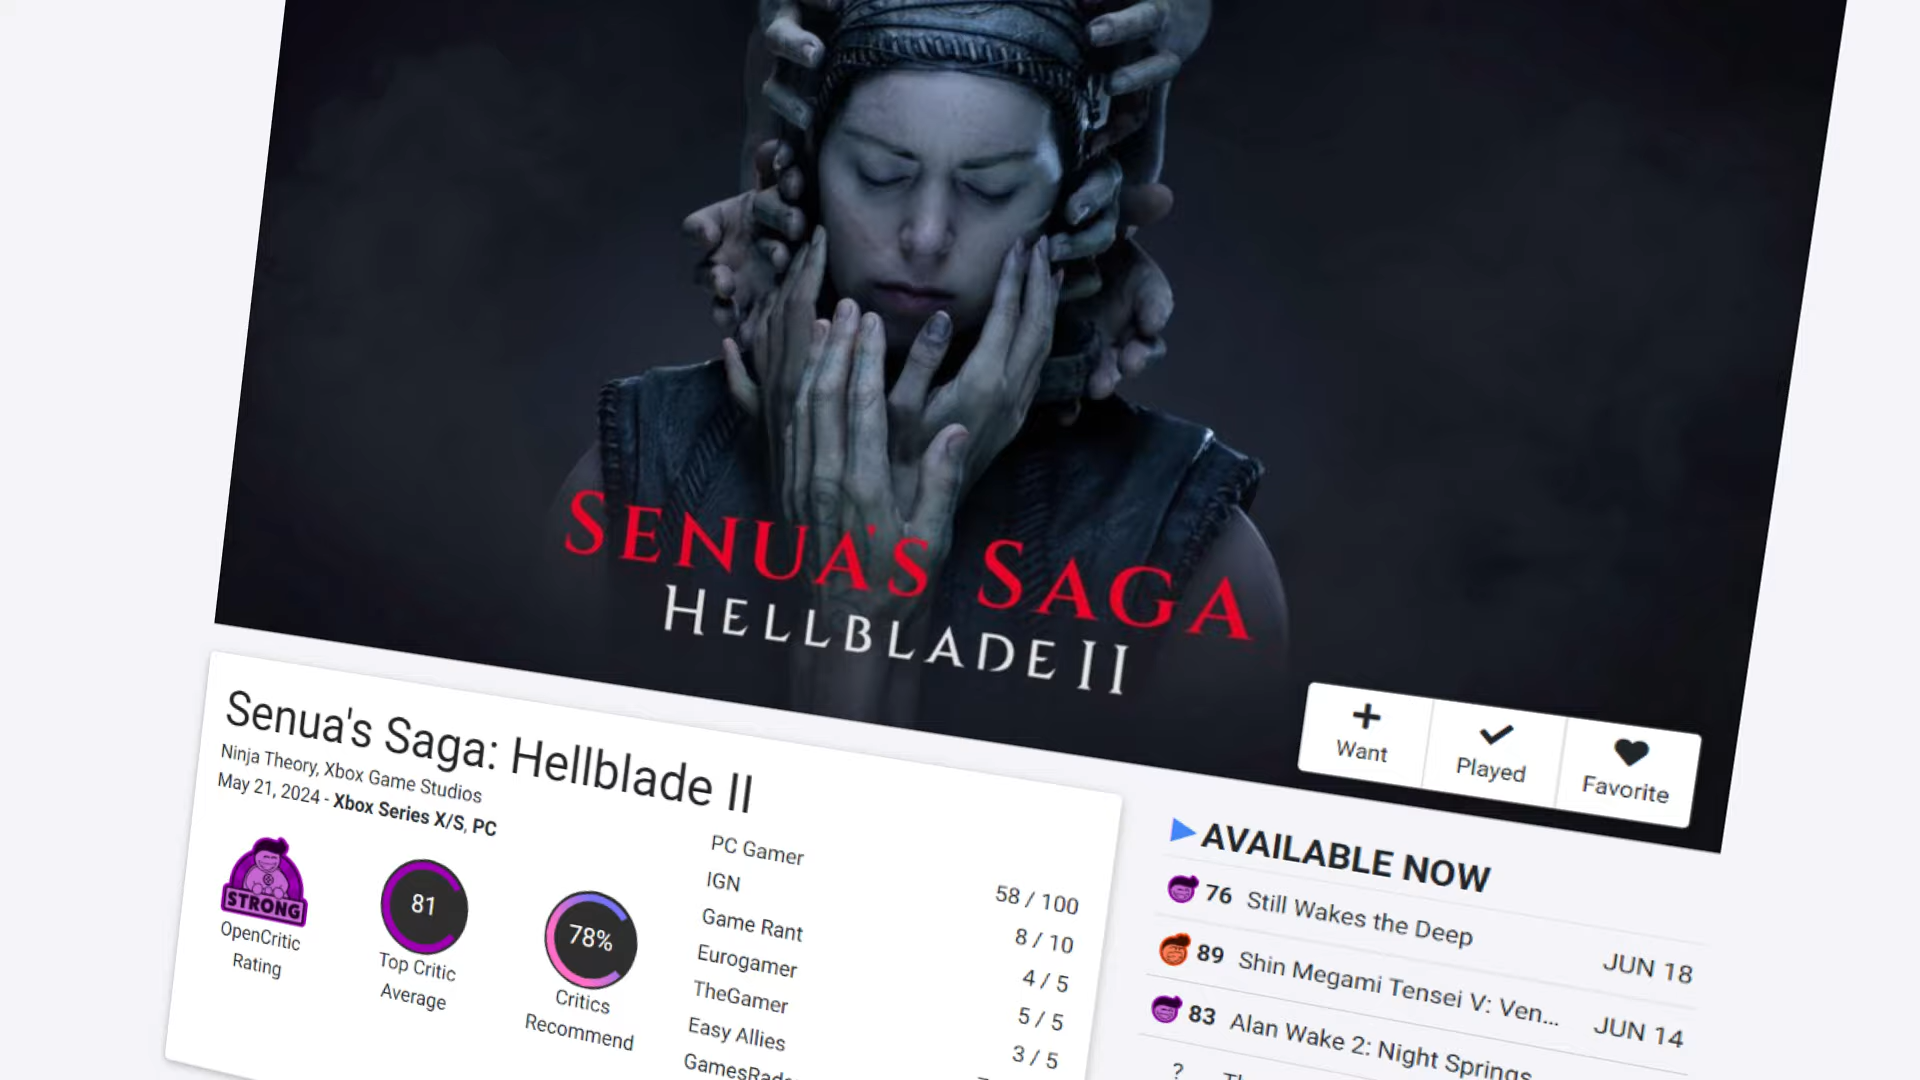 SENUA'S SAGA
HELLBLADE II
Want
Played
Favorite
Senua's Saga: Hellblade II
Ninja Theory, Xbox Game Studios
May 21, 2024 - Xbox Series X/S, PC
STRONG
OpenCritic
Rating
81
Top Critic
Average
78%
Critics
Recommend
PC Gamer 58 / 100
IGN 8 / 10
Game Rant 4 / 5
Eurogamer 5 / 5
TheGamer 3 / 5
Easy Allies
AVAILABLE NOW
76 Still Wakes the Deep JUN 18
89 Shin Megami Tensei V: Ven... JUN 14
83 Alan Wake 2: Night Springs
?